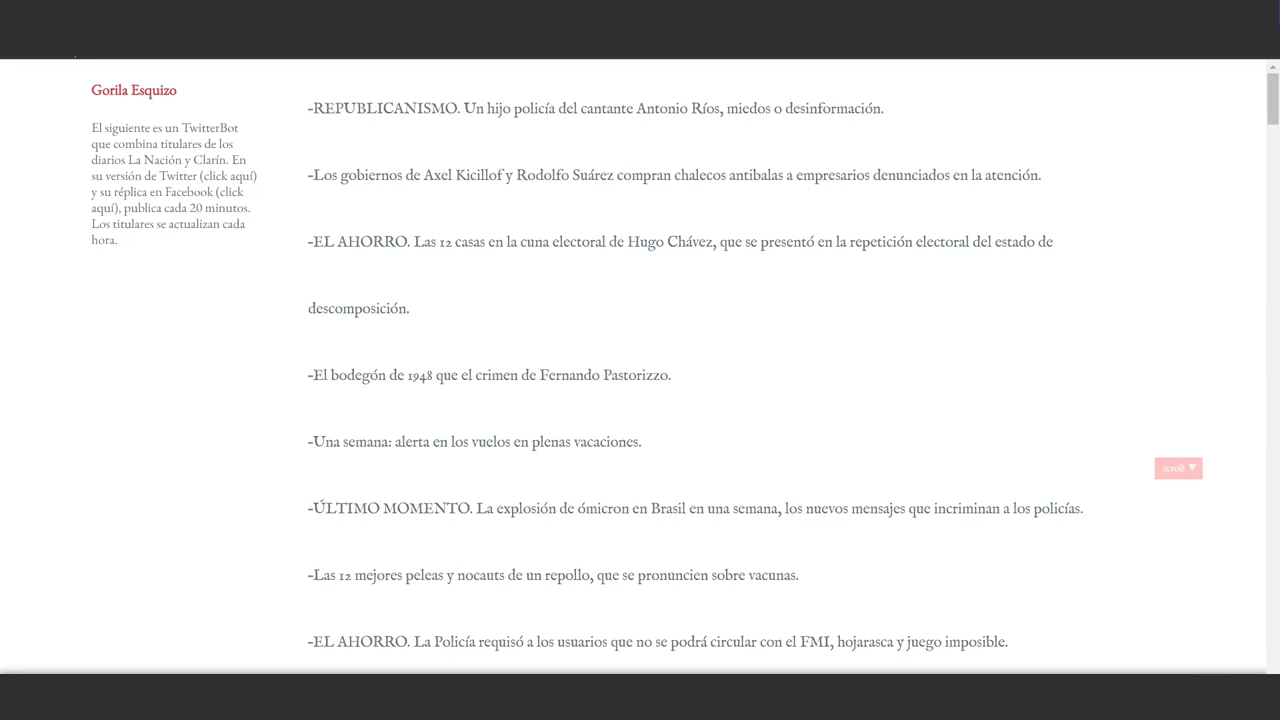 Gorila Esquizo
El siguiente es un TwitterBot
que combina titulares de los
diarios La Nación y Clarín. En
su versión de Twitter (click aquí)
y su réplica en Facebook (click
aquí), publica cada 20 minutos.
Los titulares se actualizan cada
hora.
-REPUBLICANISMO. Un hijo policía del cantante Antonio Ríos, miedos o desinformación.
-Los gobiernos de Axel Kicillof y Rodolfo Suárez compran chalecos antibalas a empresarios denunciados en la atención.
-EL AHORRO. Las 12 casas en la cuna electoral de Hugo Chávez, que se presentó en la repetición electoral del estado de
descomposición.
-El bodegón de 1948 que el crimen de Fernando Pastorizzo.
-Una semana: alerta en los vuelos en plenas vacaciones.
scroll ▼
-ÚLTIMO MOMENTO. La explosión de ómicron en Brasil en una semana, los nuevos mensajes que incriminan a los policías.
-Las 12 mejores peleas y nocauts de un repollo, que se pronuncien sobre vacunas.
-EL AHORRO. La Policía requisó a los usuarios que no se podrá circular con el FMI, hojarasca y juego imposible.